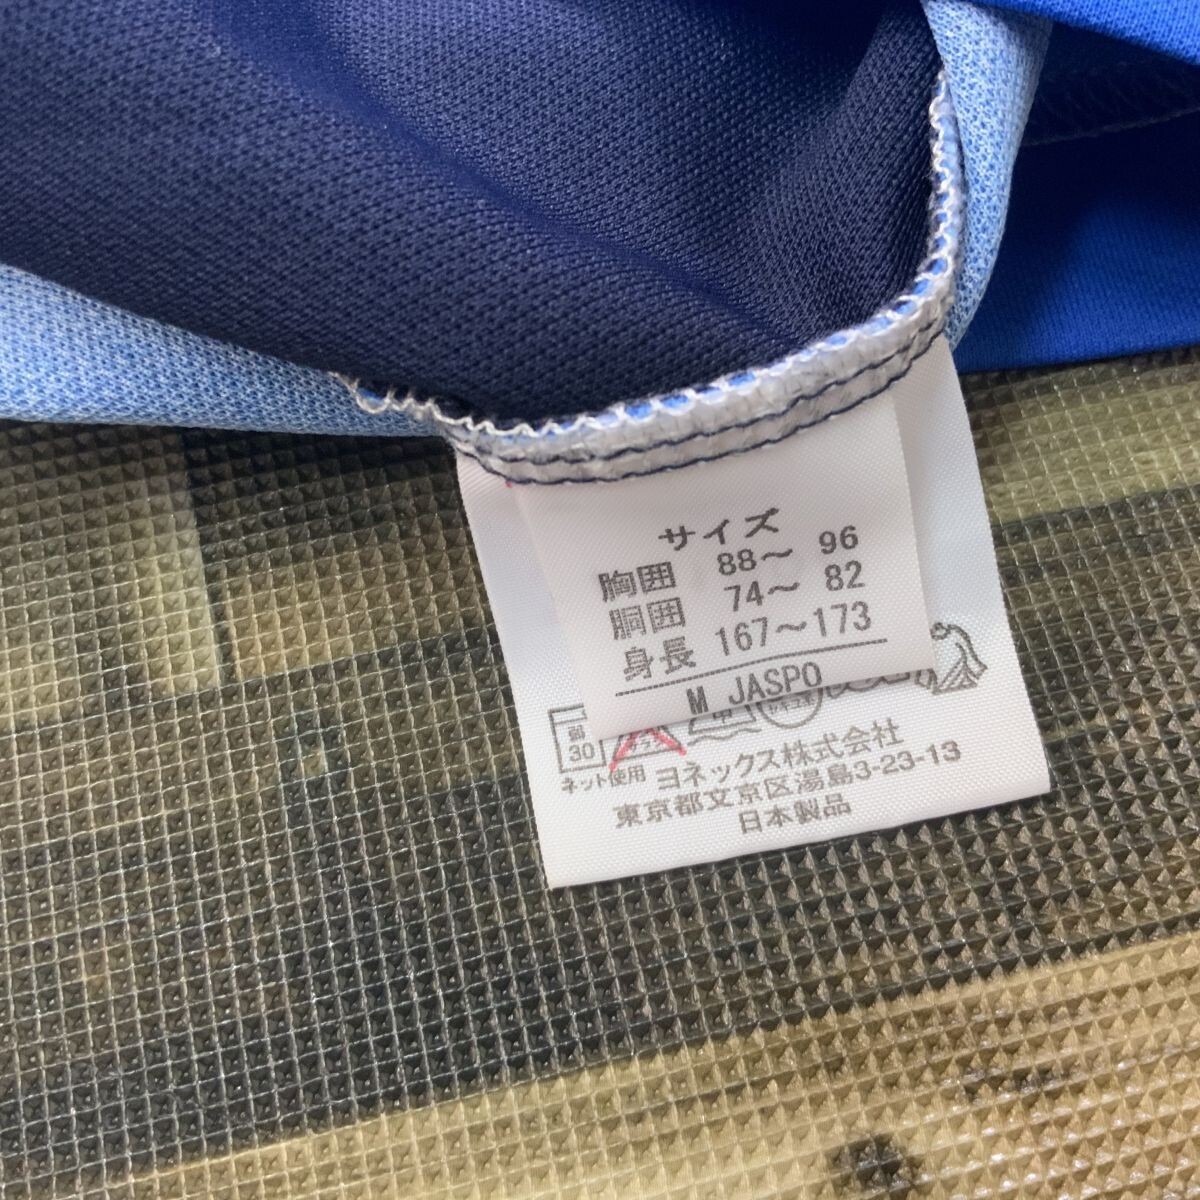 サイズ
胸囲 88～ 96
胴囲 74～ 82
身長 167～173
M JASPO
30
ネット使用
ヨネックス株式会社
東京都文京区湯島3-23-13
日本製品